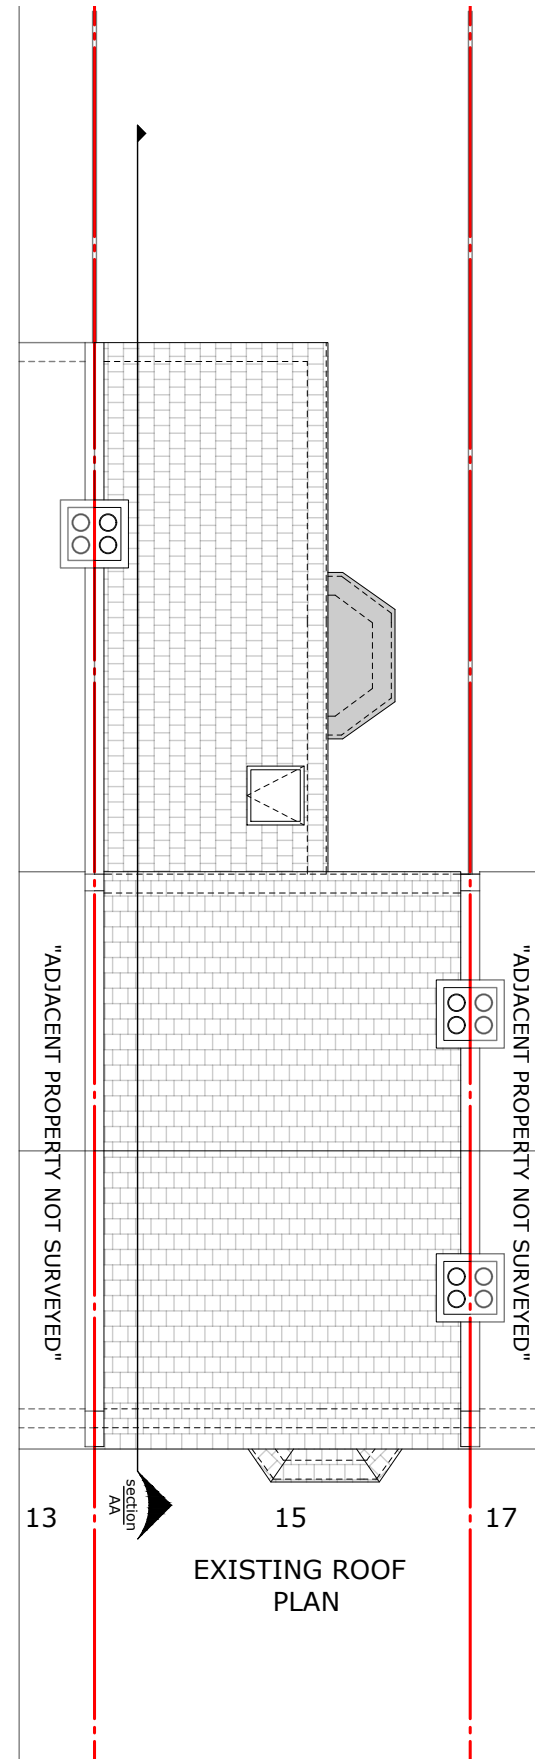 "ADJACENT PROPERTY NOT SURVEYED"
"ADJACENT PROPERTY NOT SURVEYED"
section
AA
13
15
17
EXISTING ROOF
PLAN